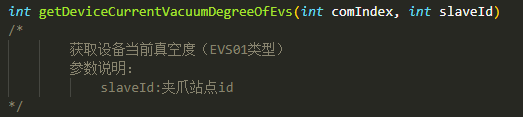 int getDeviceCurrentVacuumDegreeOfEvs(int comIndex, int slaveId)
/*
获取设备当前真空度（EVS01类型）
参数说明:
slaveId:夹爪站点id
*/